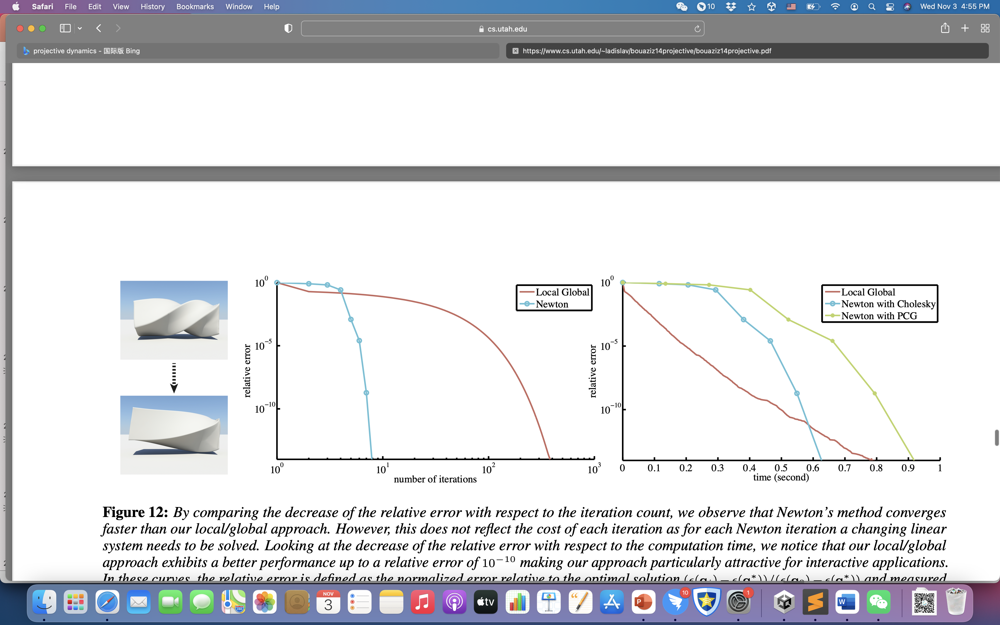 Safari File Edit View History Bookmarks Window Help 10 Wed Nov 3 4:55 PM
cs.utah.edu
projective dynamics - 国际版 Bing
https://www.cs.utah.edu/~ladislav/bouaziz14projective/bouaziz14projective.pdf
10^0
10^-5
10^-10
relative error
Local Global
Newton
10^0 10^1 10^2 10^3
number of iterations
10^0
10^-5
10^-10
relative error
Local Global
Newton with Cholesky
Newton with PCG
0 0.1 0.2 0.3 0.4 0.5 0.6 0.7 0.8 0.9 1
time (second)
Figure 12: By comparing the decrease of the relative error with respect to the iteration count, we observe that Newton's method converges
faster than our local/global approach. However, this does not reflect the cost of each iteration as for each Newton iteration a changing linear
system needs to be solved. Looking at the decrease of the relative error with respect to the computation time, we notice that our local/global
approach exhibits a better performance up to a relative error of 10^-10 making our approach particularly attractive for interactive applications.
In these curves, the relative error is defined as the normalized error relative to the optimal solution and measured
280
NOV
3
tv
P
10
1
W